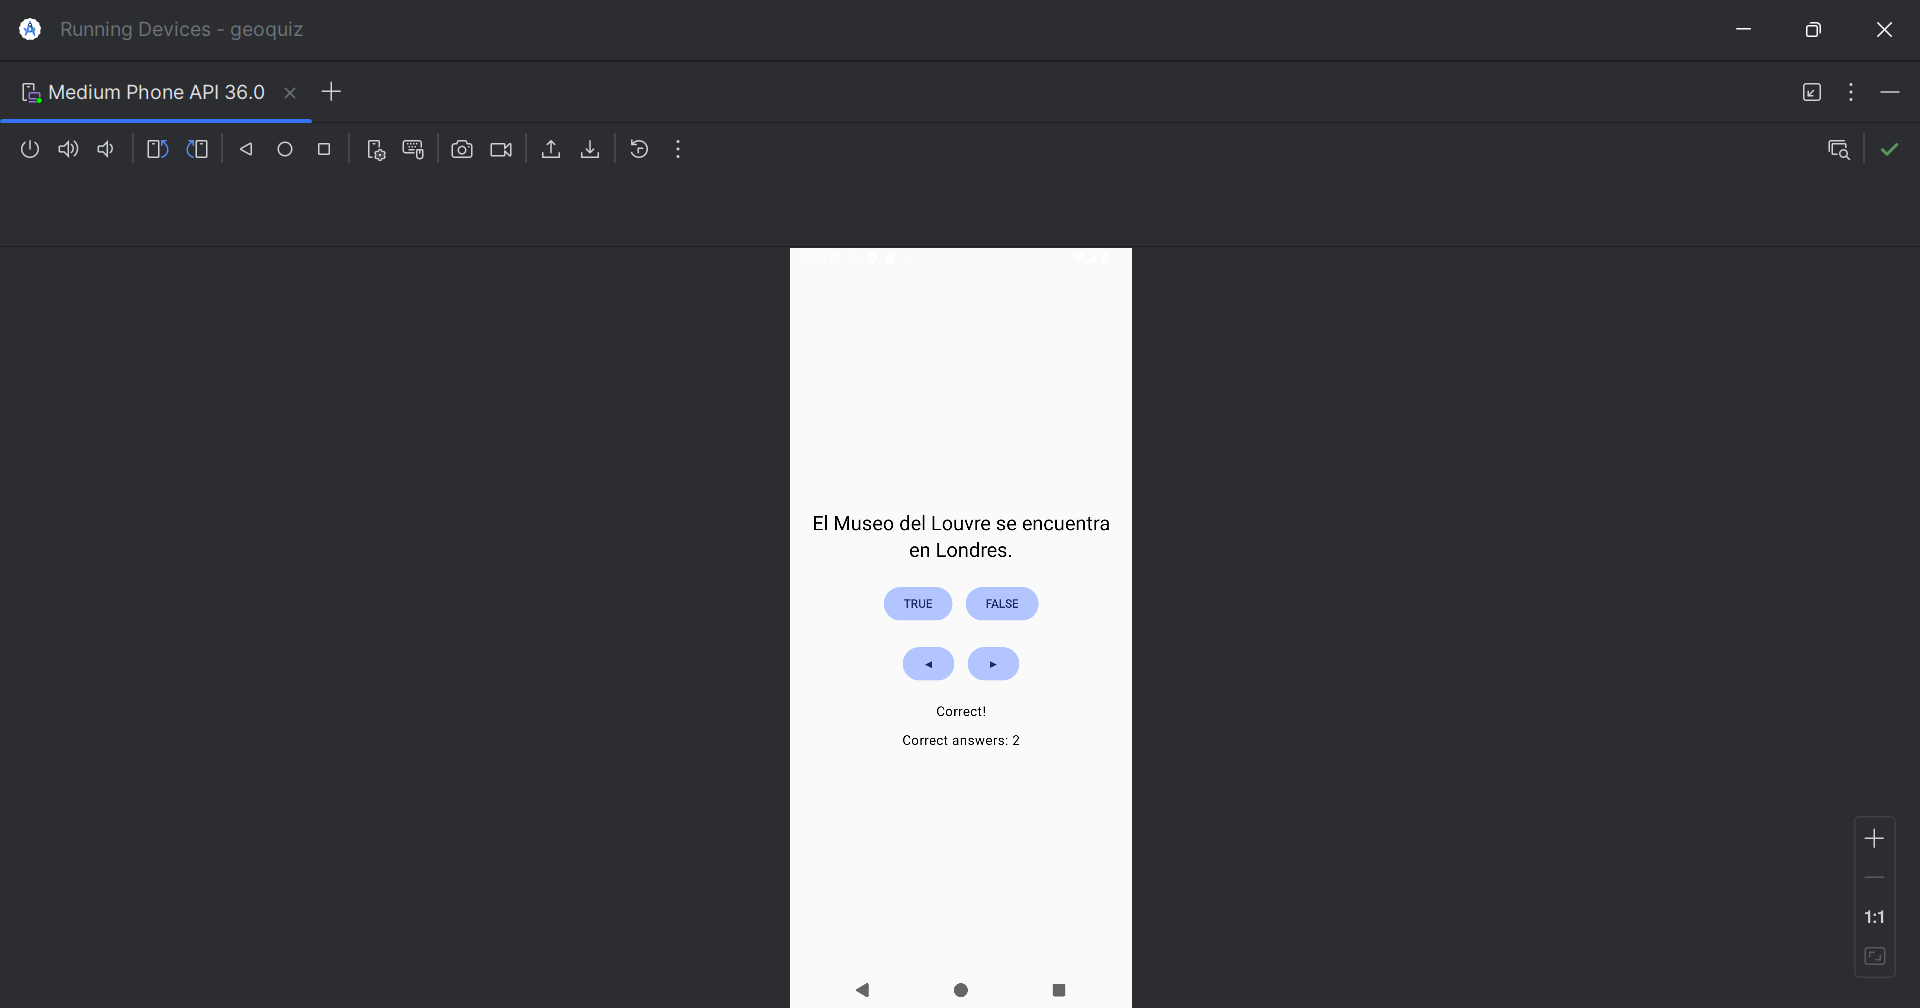 Running Devices - geoquiz
Medium Phone API 36.0
El Museo del Louvre se encuentra
en Londres.
TRUE FALSE
Correct!
Correct answers: 2
1:1